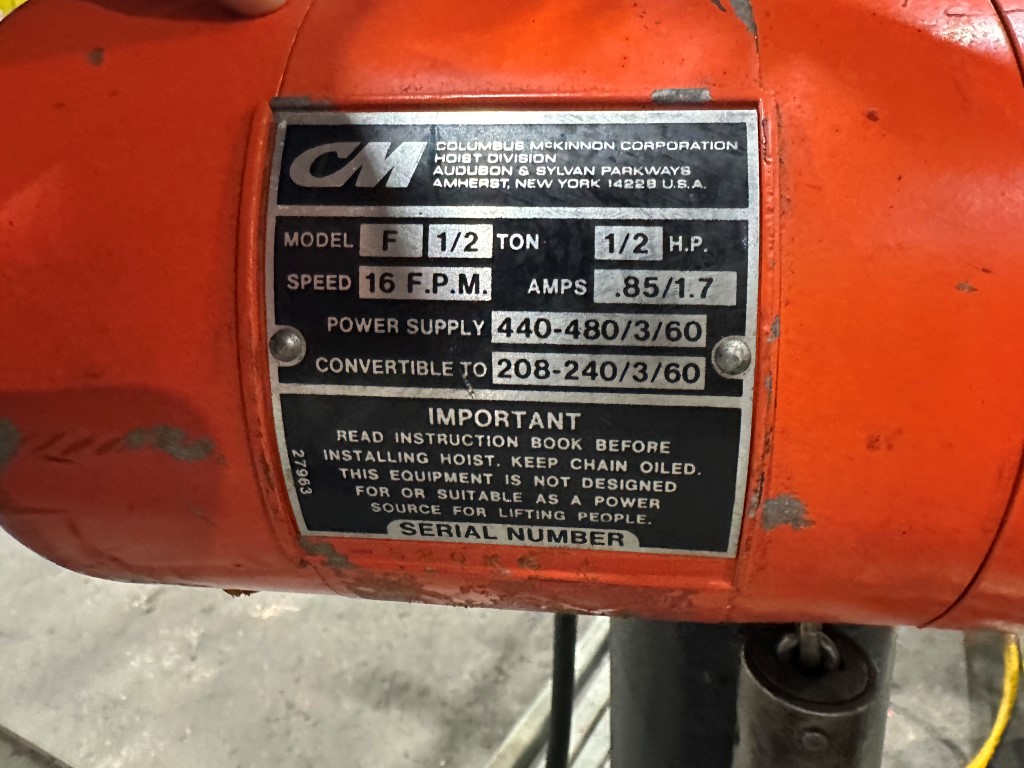 CM
COLUMBUS McKINNON CORPORATION
HOIST DIVISION
AUDUBON & SYLVAN PARKWAYS
AMHERST, NEW YORK 14228 U.S.A.
MODEL F 1/2 TON 1/2 H.P.
SPEED 16 F.P.M. AMPS .85/1.7
POWER SUPPLY 440-480/3/60
CONVERTIBLE TO 208-240/3/60
IMPORTANT
READ INSTRUCTION BOOK BEFORE
INSTALLING HOIST. KEEP CHAIN OILED.
THIS EQUIPMENT IS NOT DESIGNED
FOR OR SUITABLE AS A POWER
SOURCE FOR LIFTING PEOPLE.
27963
SERIAL NUMBER